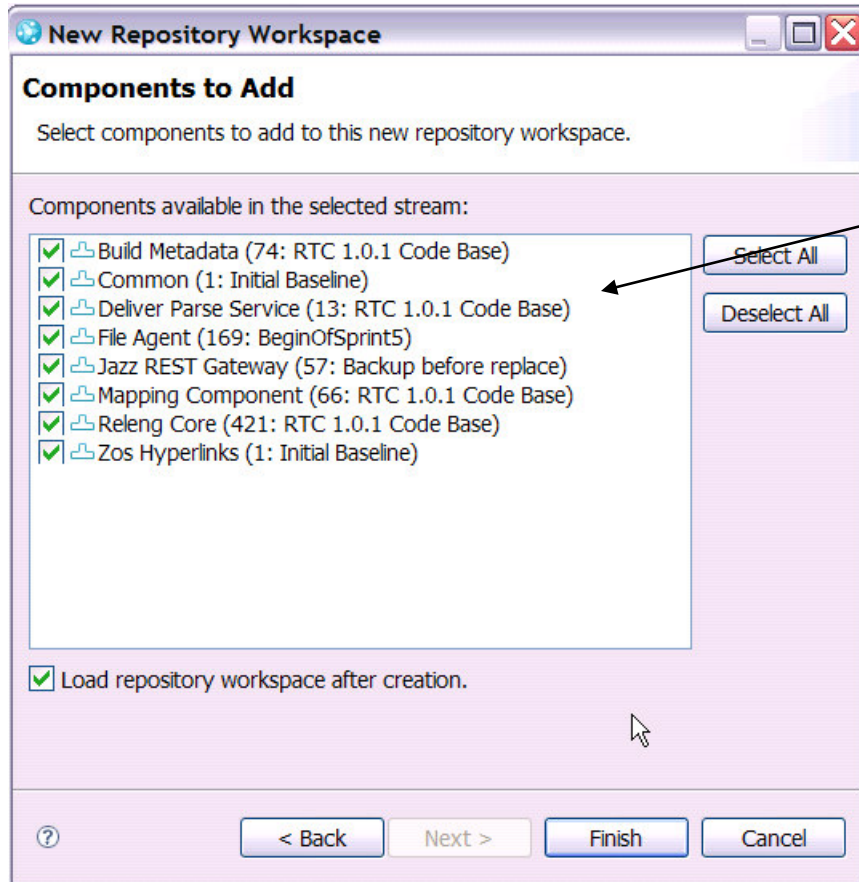 New Repository Workspace
Components to Add
Select components to add to this new repository workspace.
Components available in the selected stream:
Build Metadata (74: RTC 1.0.1 Code Base)
Common (1: Initial Baseline)
Deliver Parse Service (13: RTC 1.0.1 Code Base)
File Agent (169: BeginOfSprint5)
Jazz REST Gateway (57: Backup before replace)
Mapping Component (66: RTC 1.0.1 Code Base)
Releng Core (421: RTC 1.0.1 Code Base)
Zos Hyperlinks (1: Initial Baseline)
Select All
Deselect All
Load repository workspace after creation.
? < Back Next > Finish Cancel